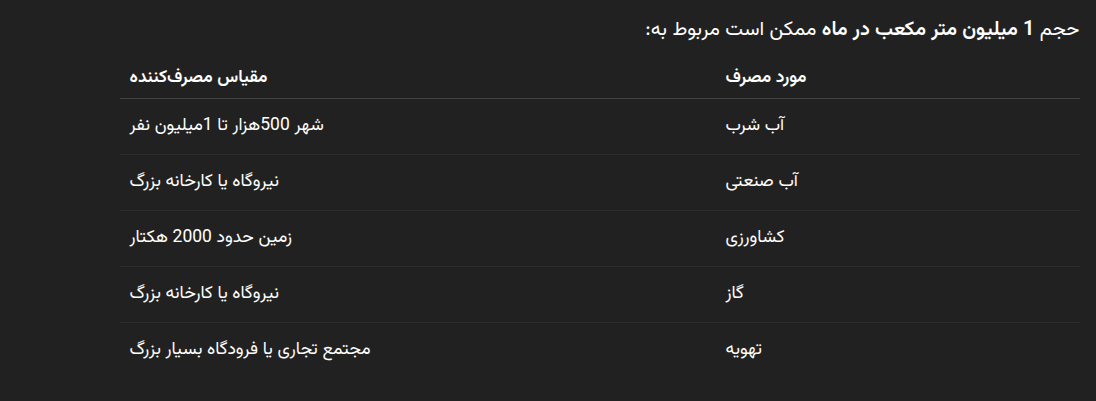 حجم 1 میلیون متر مکعب در ماه ممکن است مربوط به:
مورد مصرف مقیاس مصرف‌کننده
آب شرب شهر 500هزار تا 1میلیون نفر
آب صنعتی نیروگاه یا کارخانه بزرگ
کشاورزی زمین حدود 2000 هکتار
گاز نیروگاه یا کارخانه بزرگ
تهویه مجتمع تجاری یا فرودگاه بسیار بزرگ